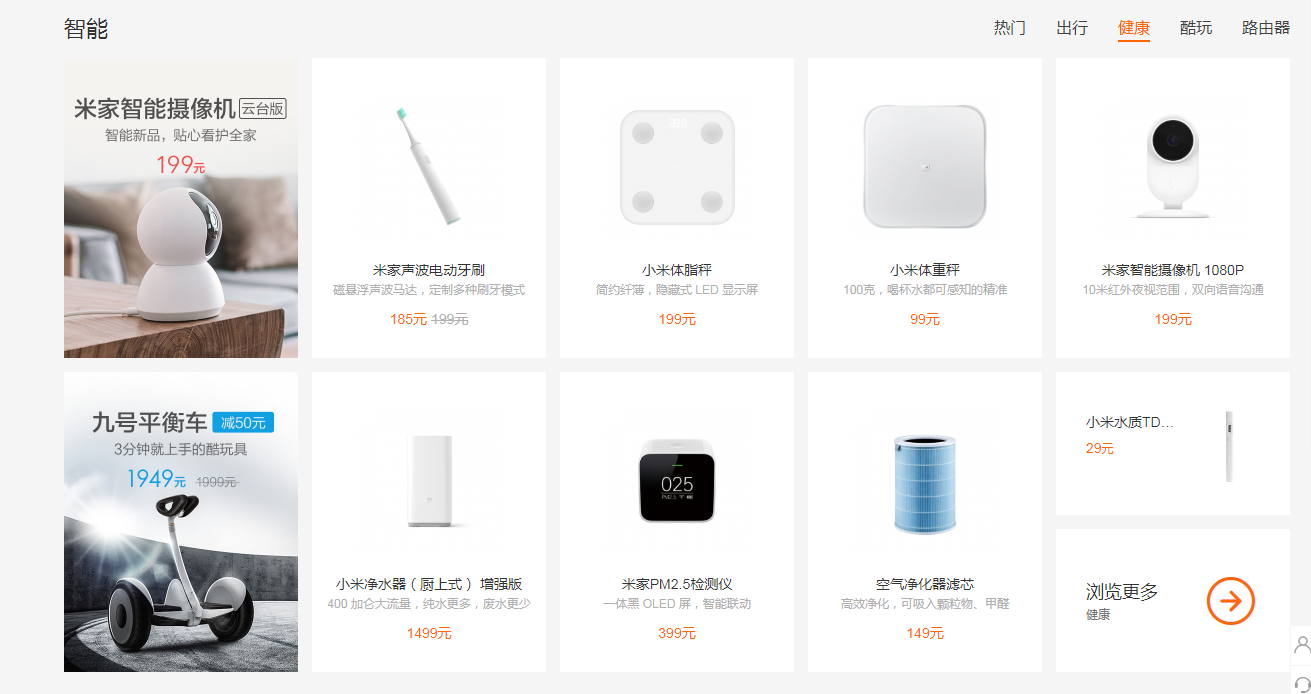 智能
热门 出行 健康 酷玩 路由器
米家智能摄像机 云台版
智能新品，贴心看护全家
199元
米家声波电动牙刷
磁悬浮声波马达，定制多种刷牙模式
185元 199元
小米体脂秤
简约纤薄，隐藏式 LED 显示屏
199元
小米体重秤
100克，喝杯水都可感知的精准
99元
米家智能摄像机 1080P
10米红外夜视范围，双向语音沟通
199元
九号平衡车 减50元
3分钟就上手的酷玩具
1949元 1999元
小米净水器（厨上式） 增强版
400 加仑大流量，纯水更多，废水更少
1499元
025
PM2.5
米家PM2.5检测仪
一体黑 OLED 屏，智能联动
399元
空气净化器滤芯
高效净化，可吸入颗粒物、甲醛
149元
小米水质TD...
29元
浏览更多
健康